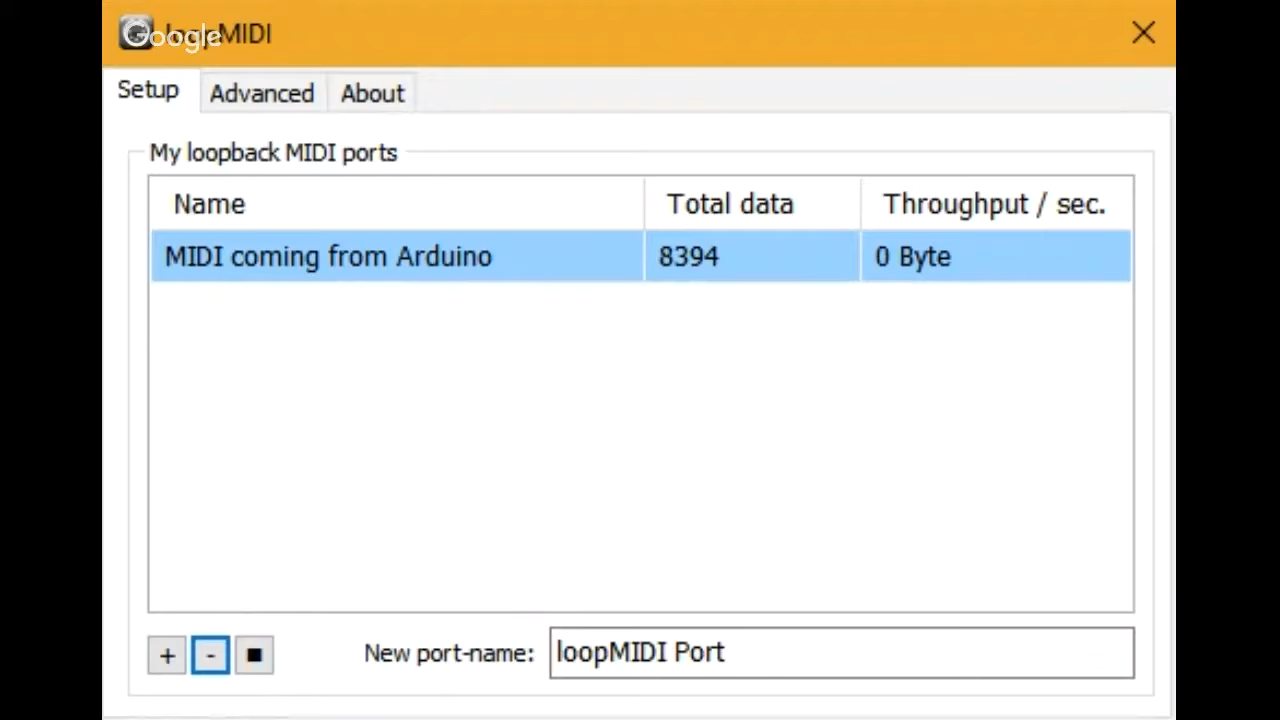 Google
loopMIDI
Setup
Advanced
About
My loopback MIDI ports
Name
Total data
Throughput / sec.
MIDI coming from Arduino
8394
0 Byte
+
-
New port-name:
loopMIDI Port